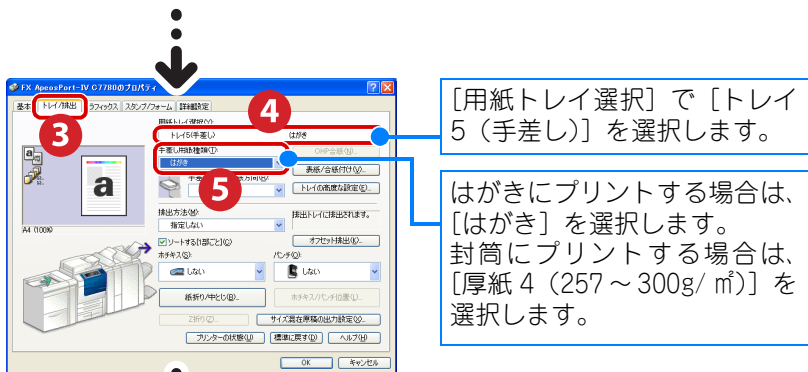 FX ApeosPort-IV C7780のプロパティ
基本 トレイ/排出 グラフィックス スタンプ/フォーム 詳細設定
3
用紙トレイ選択(Y):
4
トレイ5(手差し) はがき
手差し用紙種類(T): OHP合紙(N)...
はがき
表紙/合紙付け(V)...
5
トレイの高度な設定(E)...
a
A4 (100%)
排出方法(M): 排出トレイに排出されます。
指定しない
ソートする[1部ごと](C) オフセット排出(K)...
ホチキス(S): パンチ(O):
しない しない
紙折り/中とじ(B)... ホチキス/パンチ位置(L)...
Z折り(Z)... サイズ混在原稿の出力設定(X)...
プリンターの状態(U) 標準に戻す(D) ヘルプ(H)
OK キャンセル
[用紙トレイ選択]で[トレイ
5(手差し)]を選択します。
はがきにプリントする場合は、
[はがき]を選択します。
封筒にプリントする場合は、
[厚紙 4(257～300g/ ㎡)]を
選択します。